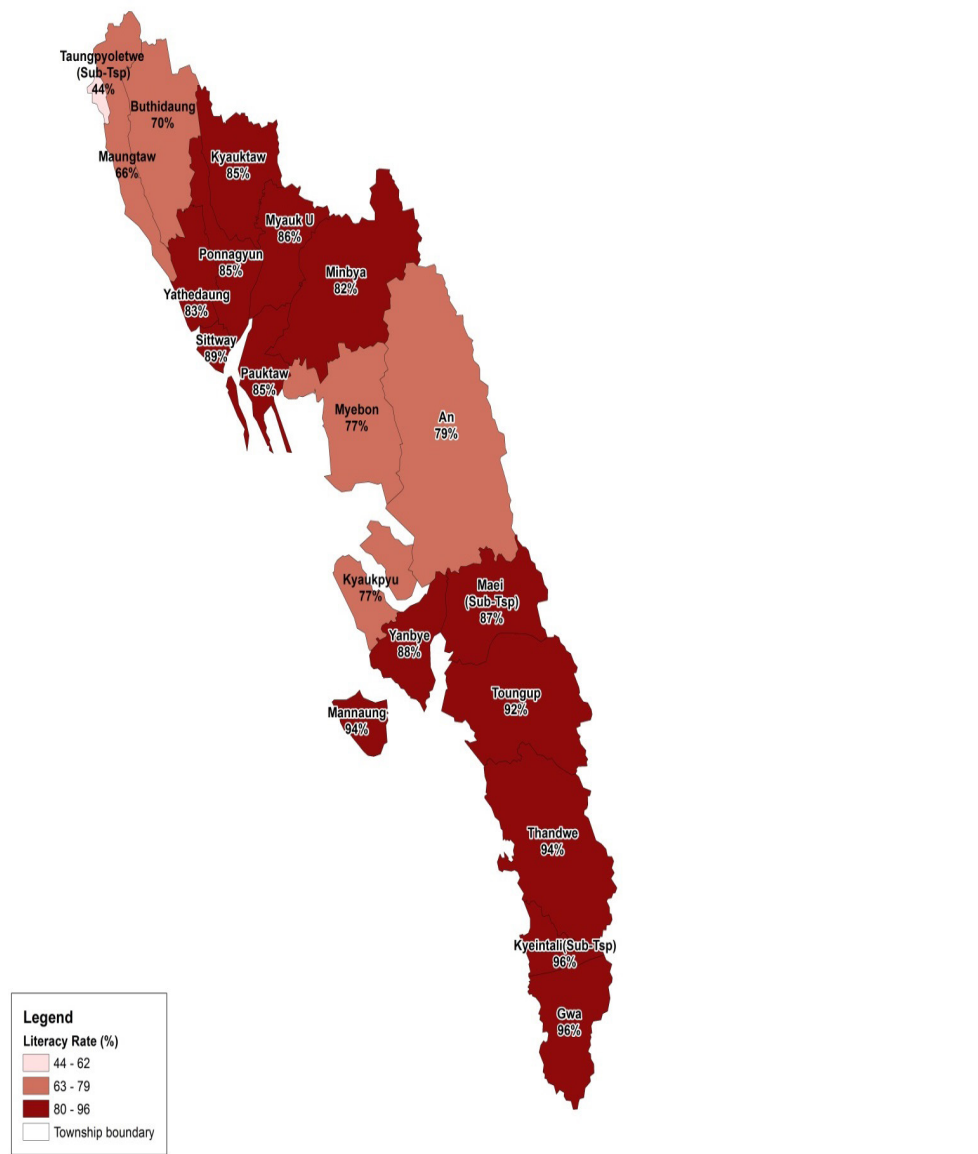 Taungpyoletwe
(Sub-Tsp)
44%
Buthidaung
70%
Maungtaw
66%
Kyauktaw
85%
Myauk U
86%
Ponnagyun
85%
Minbya
82%
Yathedaung
83%
Sittway
89%
Pauktaw
85%
Myebon
77%
An
79%
Kyaukpyu
77%
Maei
(Sub-Tsp)
87%
Yanbye
88%
Toungup
92%
Mannaung
94%
Thandwe
94%
Kyeintali(Sub-Tsp)
96%
Gwa
96%
Legend
Literacy Rate (%)
44 - 62
63 - 79
80 - 96
Township boundary